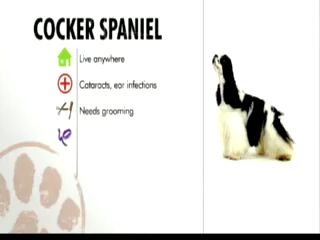 COCKER SPANIEL
Live anywhere
Cataracts, ear infections
Needs grooming